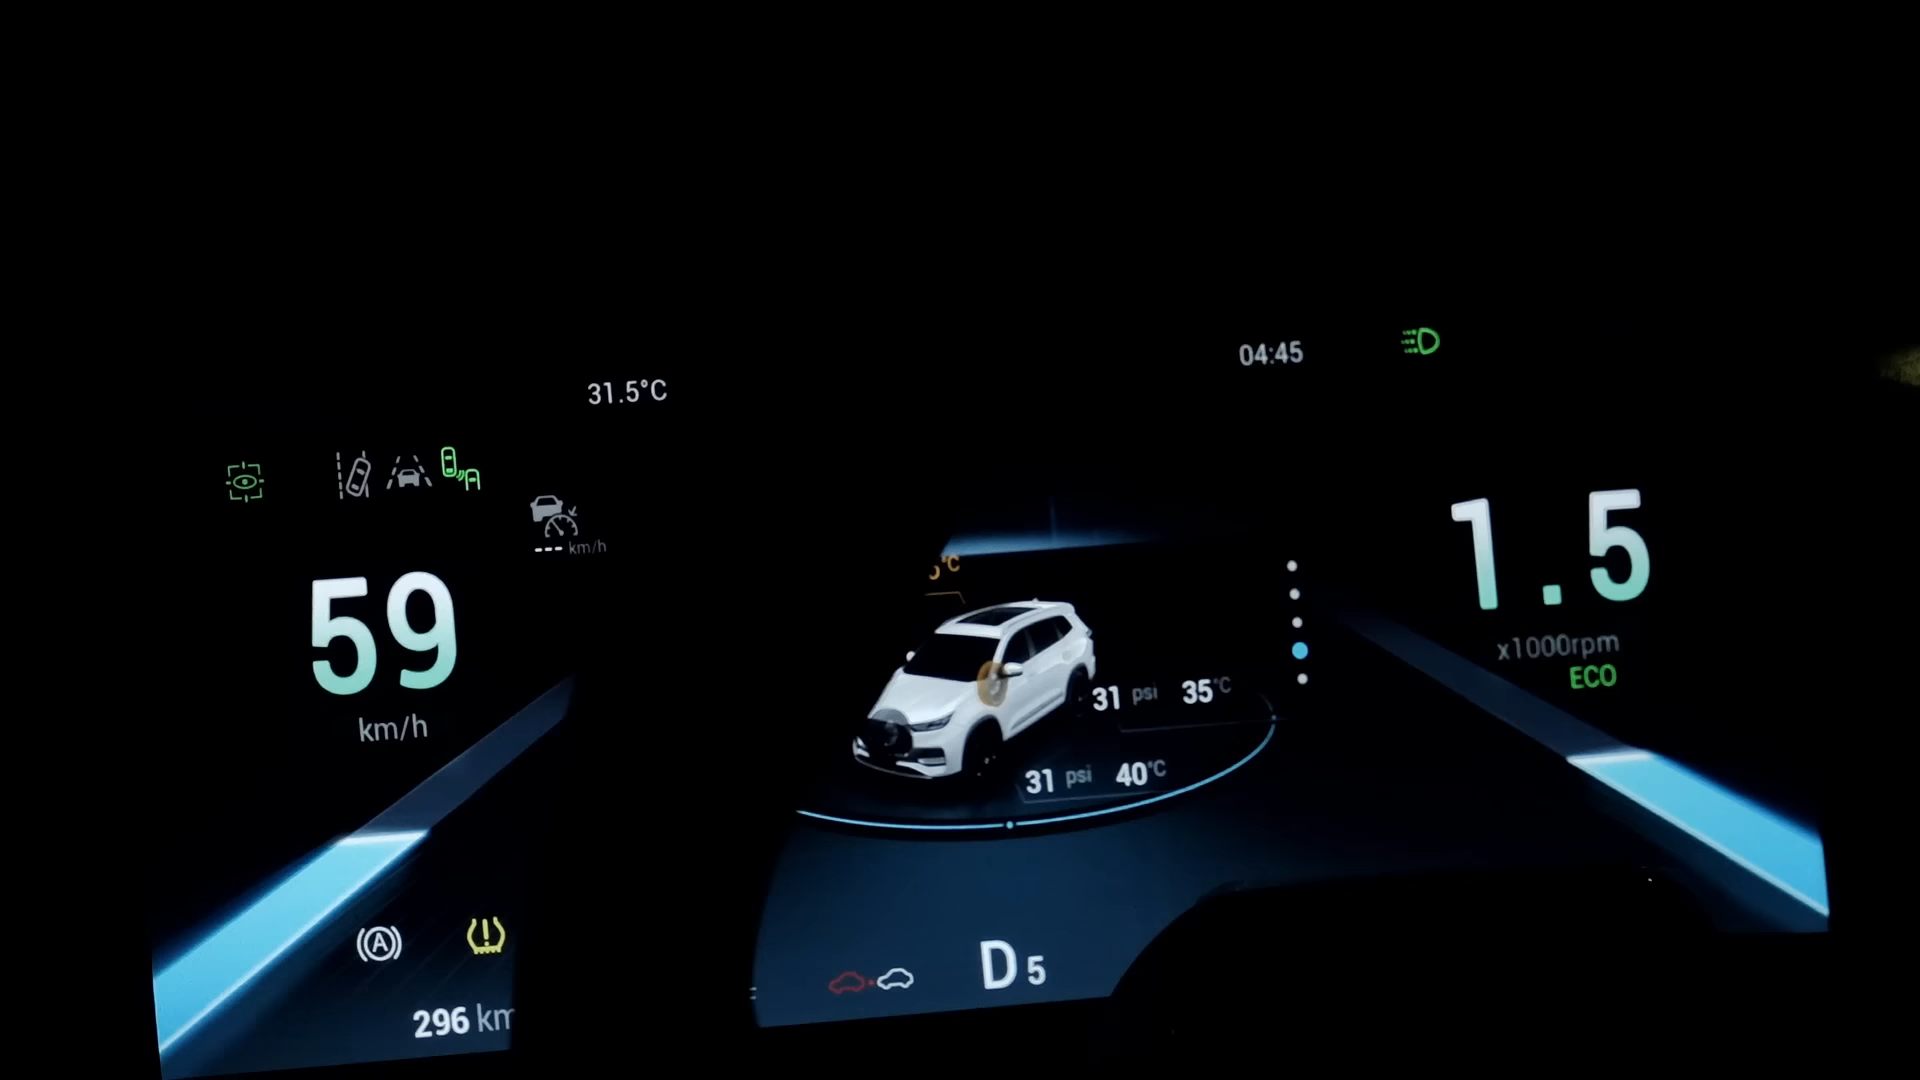 04:45
31.5°C
--- km/h
59
km/h
1.5
x1000rpm
ECO
°C
31 psi 35°C
31 psi 40°C
A
!
D 5
296 km